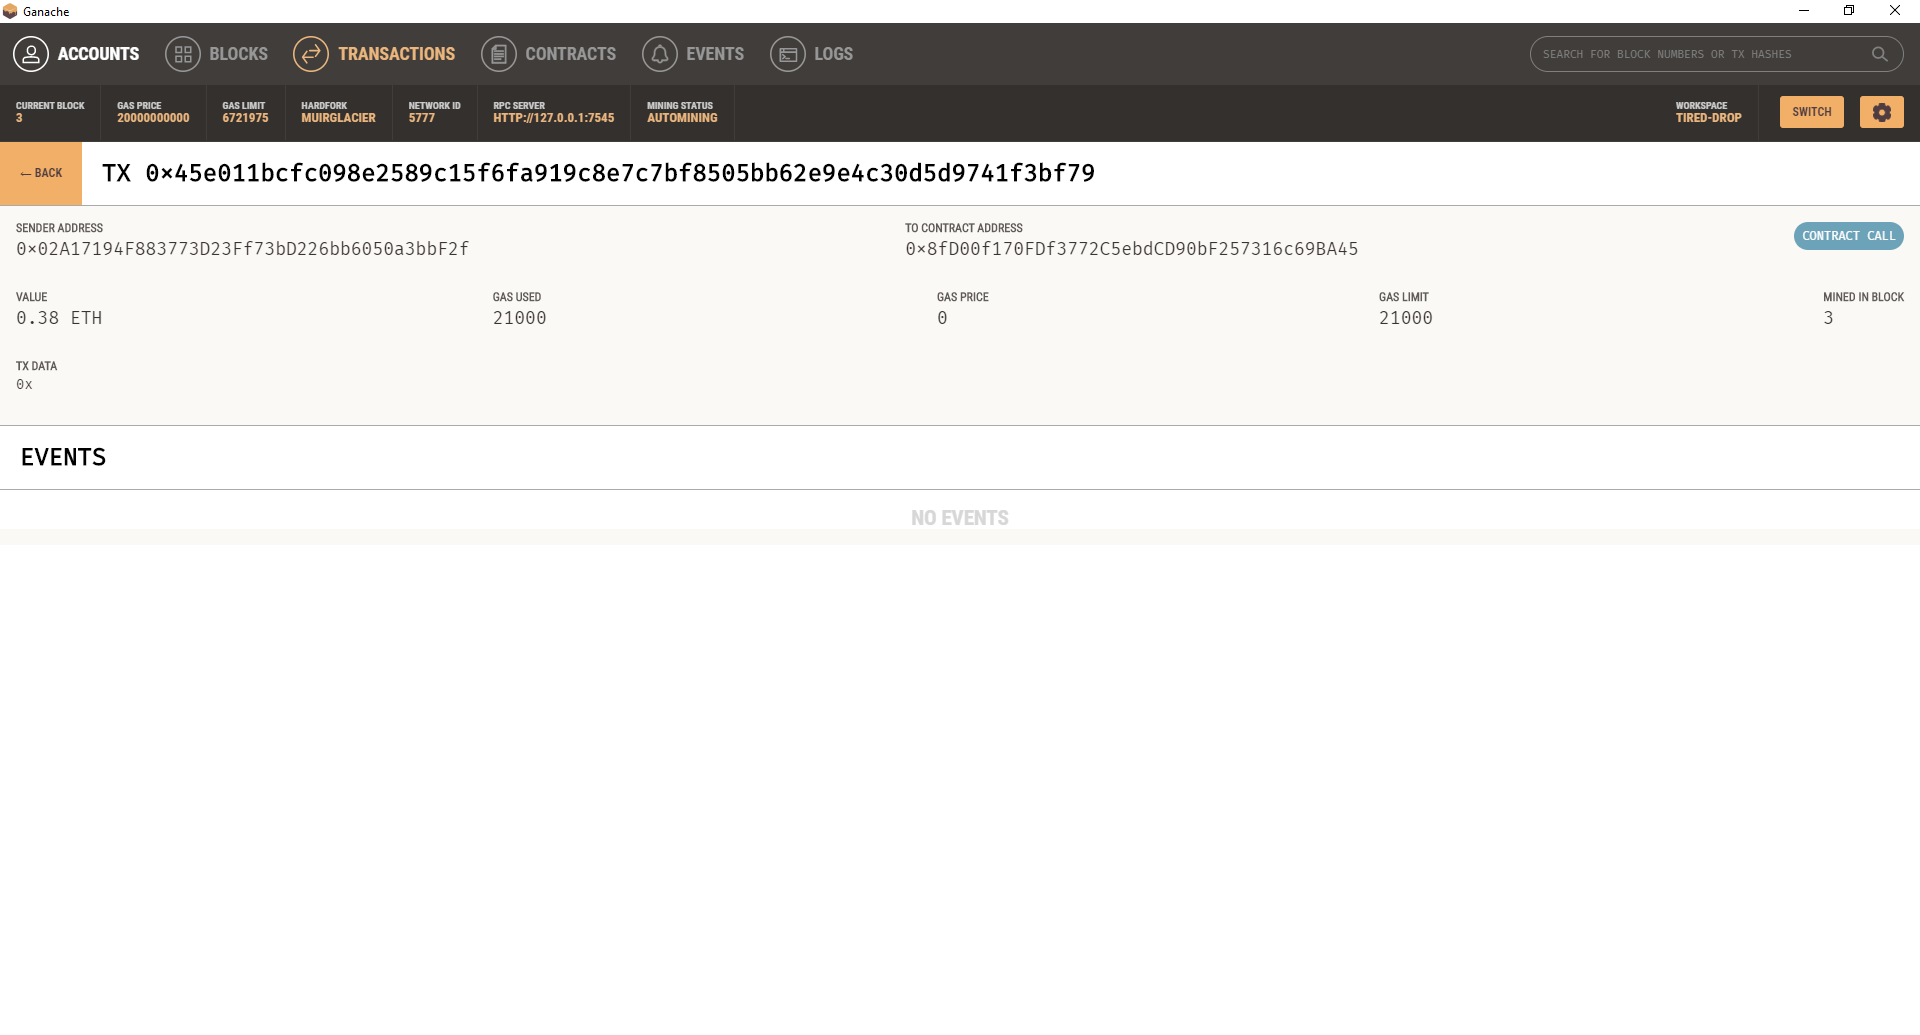 Ganache
ACCOUNTS BLOCKS TRANSACTIONS CONTRACTS EVENTS LOGS SEARCH FOR BLOCK NUMBERS OR TX HASHES
CURRENT BLOCK GAS PRICE GAS LIMIT HARDFORK NETWORK ID RPC SERVER MINING STATUS WORKSPACE
3 20000000000 6721975 MUIRGLACIER 5777 HTTP://127.0.0.1:7545 AUTOMINING TIRED-DROP SWITCH
← BACK TX 0×45e011bcfc098e2589c15f6fa919c8e7c7bf8505bb62e9e4c30d5d9741f3bf79
SENDER ADDRESS TO CONTRACT ADDRESS
0×02A17194F883773D23Ff73bD226bb6050a3bbF2f 0×8fD00f170FDf3772C5ebdCD90bF257316c69BA45 CONTRACT CALL
VALUE GAS USED GAS PRICE GAS LIMIT MINED IN BLOCK
0.38 ETH 21000 0 21000 3
TX DATA
0x
EVENTS
NO EVENTS